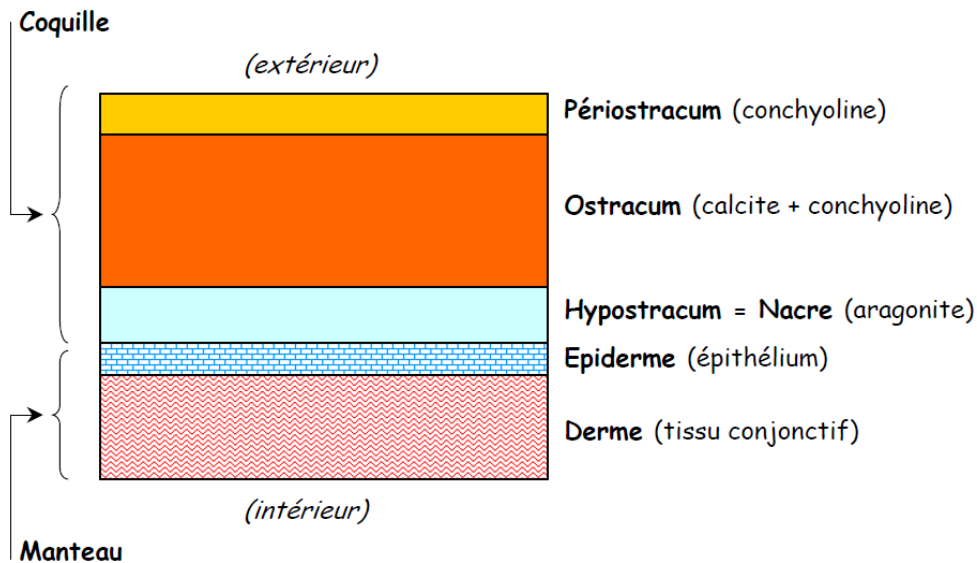 Coquille
(extérieur)
Périostracum (conchyoline)
Ostracum (calcite + conchyoline)
Hypostracum = Nacre (aragonite)
Epiderme (épithélium)
Derme (tissu conjonctif)
(intérieur)
Manteau